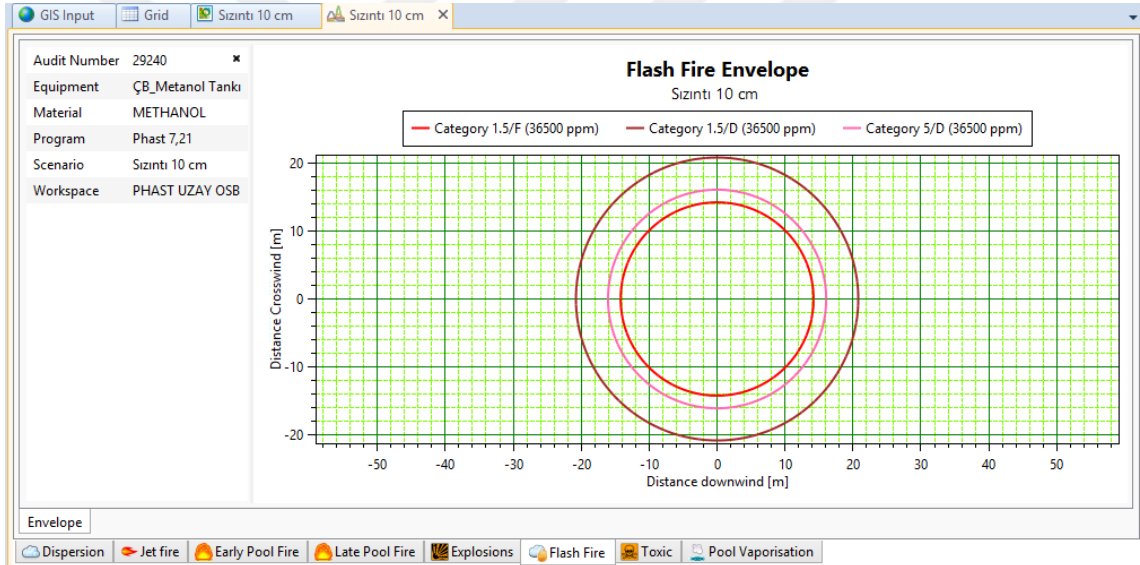 GIS Input Grid Sızıntı 10 cm Sızıntı 10 cm
Audit Number 29240
Equipment ÇB_Metanol Tankı
Material METHANOL
Program Phast 7,21
Scenario Sızıntı 10 cm
Workspace PHAST UZAY OSB
Flash Fire Envelope
Sızıntı 10 cm
Category 1.5/F (36500 ppm) Category 1.5/D (36500 ppm) Category 5/D (36500 ppm)
Distance Crosswind [m]
20
10
0
-10
-20
-50 -40 -30 -20 -10 0 10 20 30 40 50
Distance downwind [m]
Envelope
Dispersion Jet fire Early Pool Fire Late Pool Fire Explosions Flash Fire Toxic Pool Vaporisation